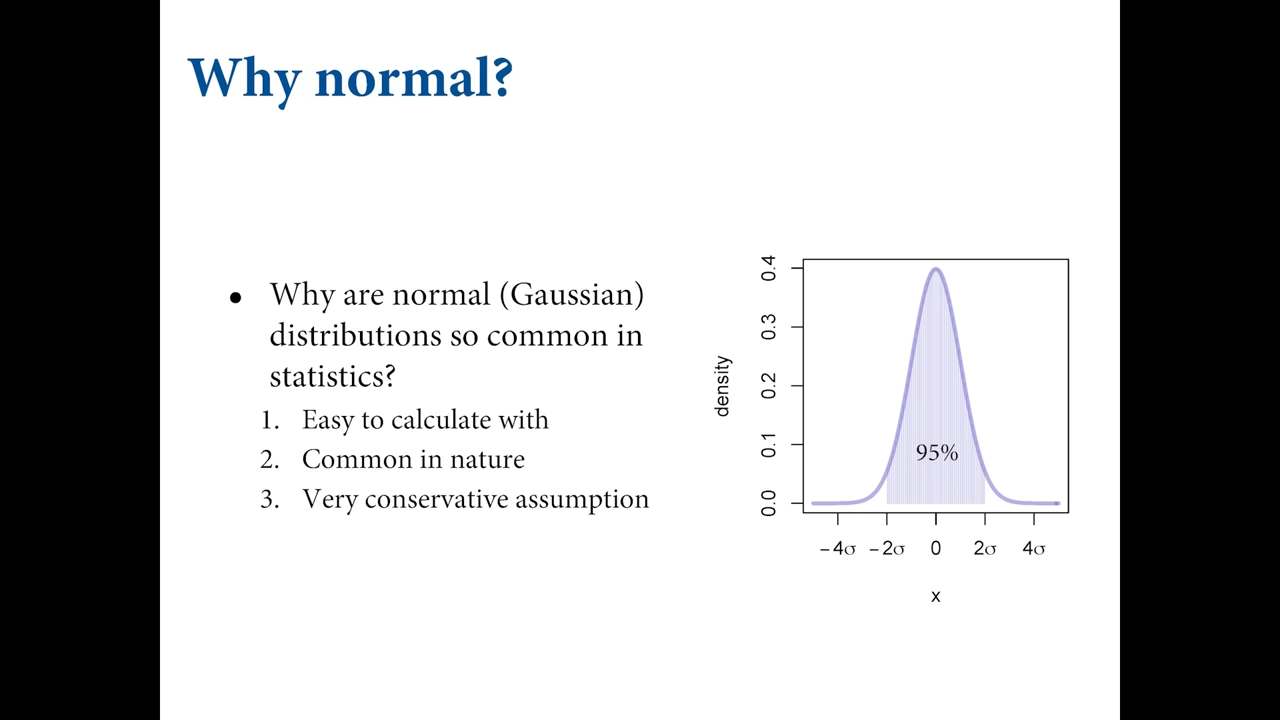 Why normal?
• Why are normal (Gaussian)
distributions so common in
statistics?
1. Easy to calculate with
2. Common in nature
3. Very conservative assumption
density
0.4
0.3
0.2
0.1
0.0
95%
−4σ −2σ 0 2σ 4σ
x